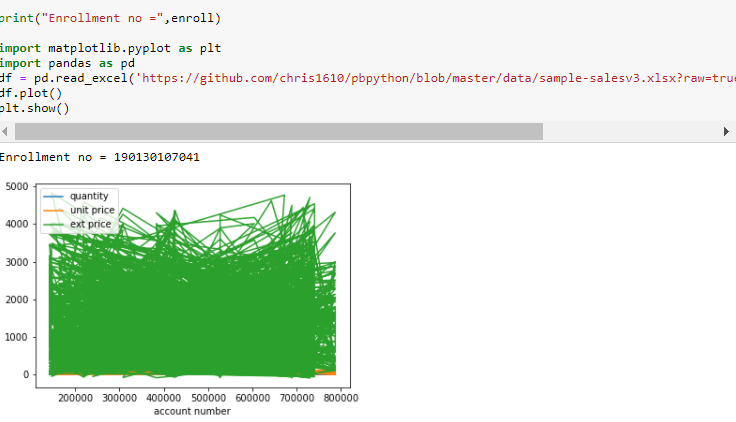 print("Enrollment no =",enroll)
import matplotlib.pyplot as plt
import pandas as pd
df = pd.read_excel('https://github.com/chris1610/pbpython/blob/master/data/sample-salesv3.xlsx?raw=true
df.plot()
plt.show()
Enrollment no = 190130107041
5000
4000
3000
2000
1000
0
quantity
unit price
ext price
200000 300000 400000 500000 600000 700000 800000
account number